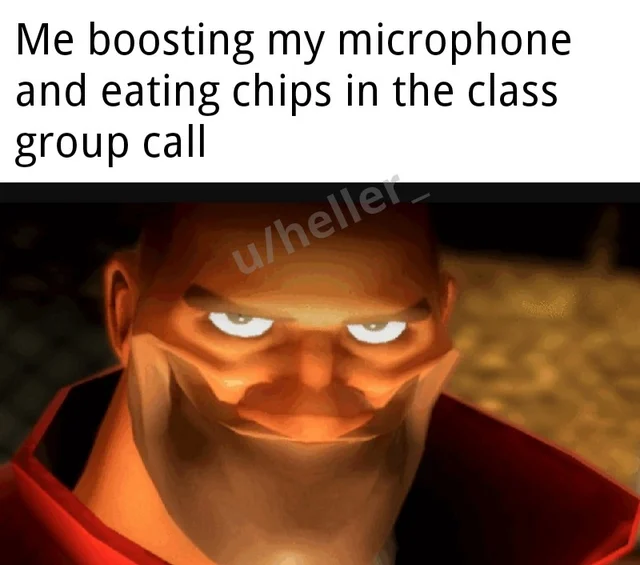 Me boosting my microphone
and eating chips in the class
group call
u/heller_